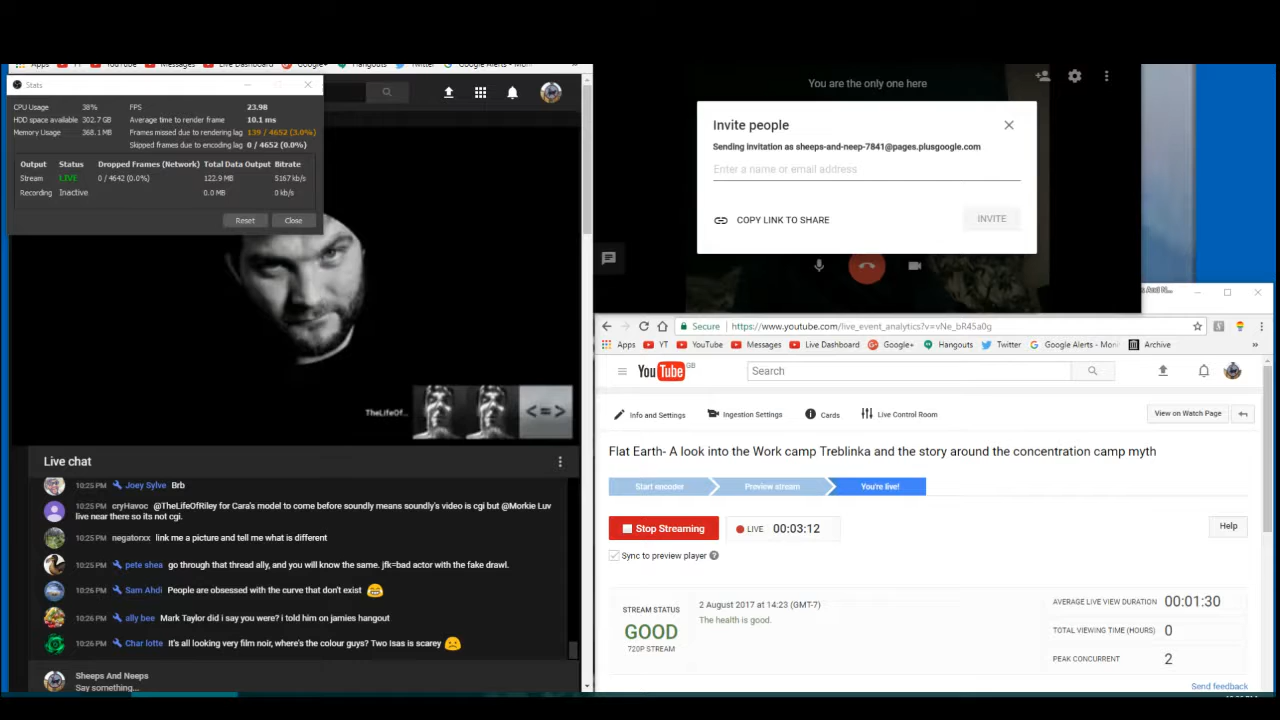 Apps YT YouTube Messages Live Dashboard Google+ Hangouts Twitter Google Alerts - Moni
Stats
CPU Usage 38% FPS 23.98
HDD space available 302.7 GB Average time to render frame 10.1 ms
Memory Usage 368.1 MB Frames missed due to rendering lag 139 / 4652 (3.0%)
Skipped frames due to encoding lag 0 / 4652 (0.0%)
Output Status Dropped Frames (Network) Total Data Output Bitrate
Stream LIVE 0 / 4642 (0.0%) 122.9 MB 5167 kb/s
Recording Inactive 0.0 MB 0 kb/s
Reset Close
TheLifeOf...
<=>
Live chat
10:25 PM Joey Sylve Brb
10:25 PM cryHavoc @TheLifeOfRiley for Cara's model to come before soundly means soundly's video is cgi but @Morkie Luv
live near there so its not cgi.
10:25 PM negatorxx link me a picture and tell me what is different
10:25 PM pete shea go through that thread ally, and you will know the same. jfk=bad actor with the fake drawl.
10:26 PM Sam Ahdi People are obsessed with the curve that don't exist
10:26 PM ally bee Mark Taylor did i say you were? i told him on jamies hangout
10:26 PM Char lotte It's all looking very film noir, where's the colour guys? Two Isas is scarey
Sheeps And Neeps
Say something...
You are the only one here
Invite people
Sending invitation as sheeps-and-neep-7841@pages.plusgoogle.com
Enter a name or email address
COPY LINK TO SHARE INVITE
s And N...
Secure https://www.youtube.com/live_event_analytics?v=vNe_bR45a0g
Apps YT YouTube Messages Live Dashboard Google+ Hangouts Twitter Google Alerts - Moni Archive »
YouTube GB Search
Info and Settings Ingestion Settings Cards Live Control Room View on Watch Page
Flat Earth- A look into the Work camp Treblinka and the story around the concentration camp myth
Start encoder Preview stream You're live!
Stop Streaming LIVE 00:03:12 Help
Sync to preview player ?
STREAM STATUS
GOOD
720P STREAM
2 August 2017 at 14:23 (GMT-7)
The health is good.
AVERAGE LIVE VIEW DURATION 00:01:30
TOTAL VIEWING TIME (HOURS) 0
PEAK CONCURRENT 2
Send feedback